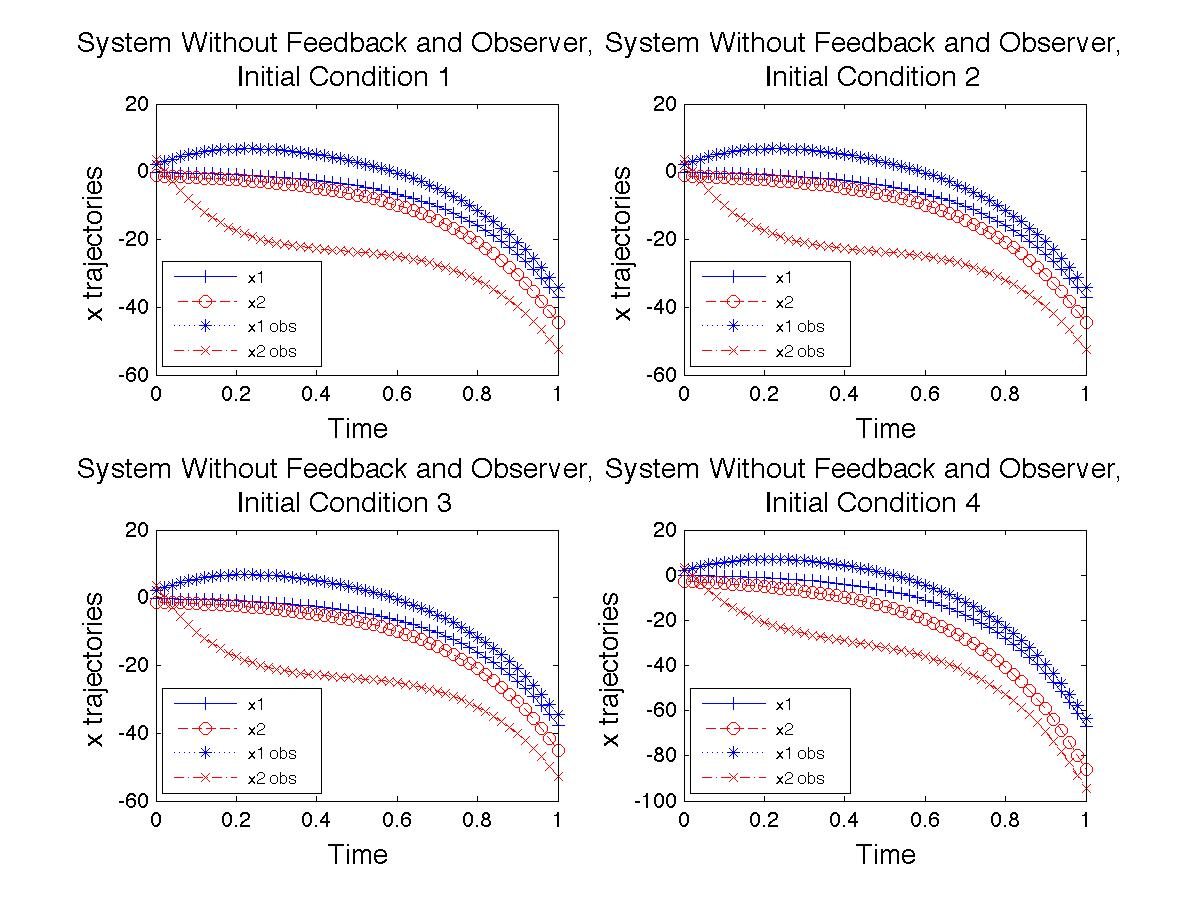 System Without Feedback and Observer,
Initial Condition 1
20
0
-20
-40
-60
x trajectories
x1
x2
x1 obs
x2 obs
0 0.2 0.4 0.6 0.8 1
Time
System Without Feedback and Observer,
Initial Condition 2
20
0
-20
-40
-60
x trajectories
x1
x2
x1 obs
x2 obs
0 0.2 0.4 0.6 0.8 1
Time
System Without Feedback and Observer,
Initial Condition 3
20
0
-20
-40
-60
x trajectories
x1
x2
x1 obs
x2 obs
0 0.2 0.4 0.6 0.8 1
Time
System Without Feedback and Observer,
Initial Condition 4
20
0
-20
-40
-60
-80
-100
x trajectories
x1
x2
x1 obs
x2 obs
0 0.2 0.4 0.6 0.8 1
Time